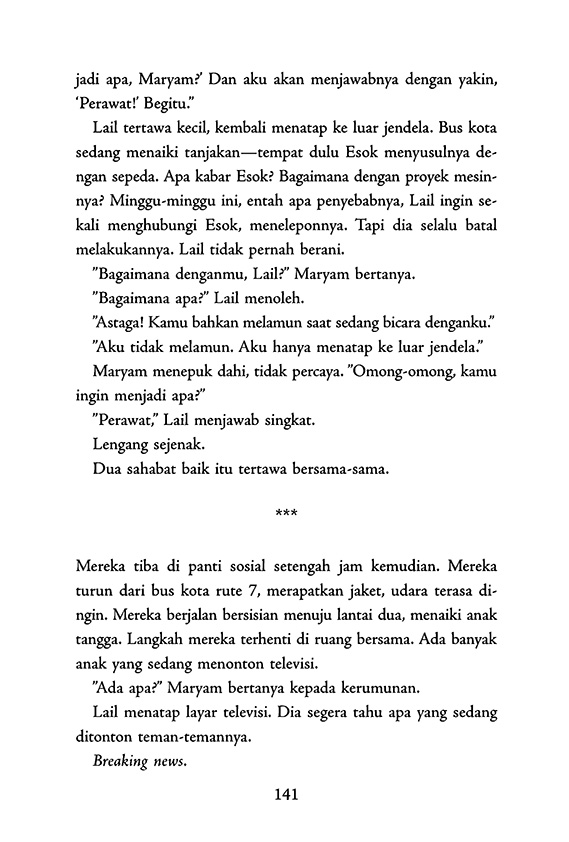 jadi apa, Maryam?' Dan aku akan menjawabnya dengan yakin,
'Perawat!' Begitu."
Lail tertawa kecil, kembali menatap ke luar jendela. Bus kota
sedang menaiki tanjakan—tempat dulu Esok menyusulnya de-
ngan sepeda. Apa kabar Esok? Bagaimana dengan proyek mesin-
nya? Minggu-minggu ini, entah apa penyebabnya, Lail ingin se-
kali menghubungi Esok, meneleponnya. Tapi dia selalu batal
melakukannya. Lail tidak pernah berani.
"Bagaimana denganmu, Lail?" Maryam bertanya.
"Bagaimana apa?" Lail menoleh.
"Astaga! Kamu bahkan melamun saat sedang bicara denganku."
"Aku tidak melamun. Aku hanya menatap ke luar jendela."
Maryam menepuk dahi, tidak percaya. "Omong-omong, kamu
ingin menjadi apa?"
"Perawat," Lail menjawab singkat.
Lengang sejenak.
Dua sahabat baik itu tertawa bersama-sama.
***
Mereka tiba di panti sosial setengah jam kemudian. Mereka
turun dari bus kota rute 7, merapatkan jaket, udara terasa di-
ngin. Mereka berjalan bersisian menuju lantai dua, menaiki anak
tangga. Langkah mereka terhenti di ruang bersama. Ada banyak
anak yang sedang menonton televisi.
"Ada apa?" Maryam bertanya kepada kerumunan.
Lail menatap layar televisi. Dia segera tahu apa yang sedang
ditonton teman-temannya.
Breaking news.
141